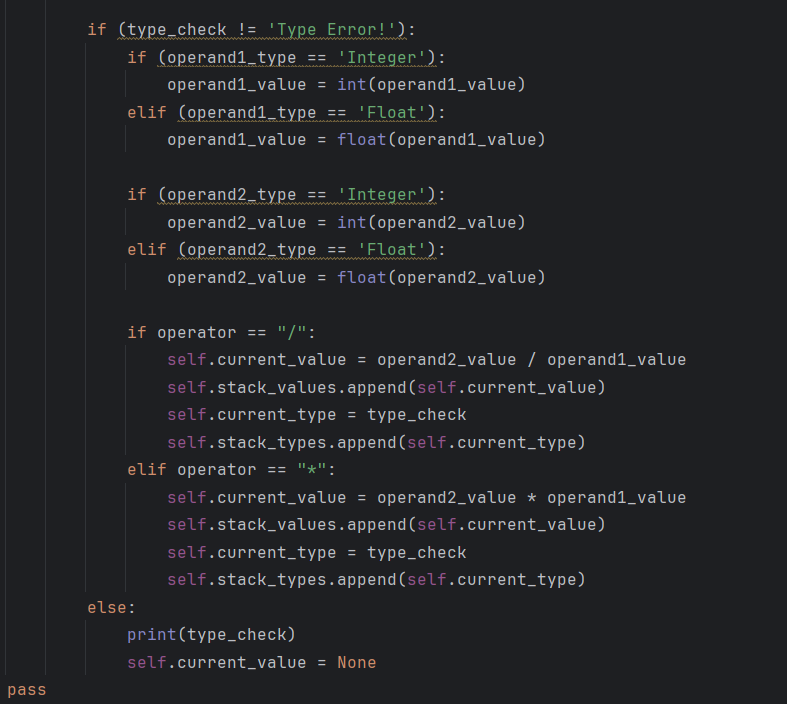 if (type_check != 'Type Error!'):
if (operand1_type == 'Integer'):
operand1_value = int(operand1_value)
elif (operand1_type == 'Float'):
operand1_value = float(operand1_value)
if (operand2_type == 'Integer'):
operand2_value = int(operand2_value)
elif (operand2_type == 'Float'):
operand2_value = float(operand2_value)
if operator == "/":
self.current_value = operand2_value / operand1_value
self.stack_values.append(self.current_value)
self.current_type = type_check
self.stack_types.append(self.current_type)
elif operator == "*":
self.current_value = operand2_value * operand1_value
self.stack_values.append(self.current_value)
self.current_type = type_check
self.stack_types.append(self.current_type)
else:
print(type_check)
self.current_value = None
pass